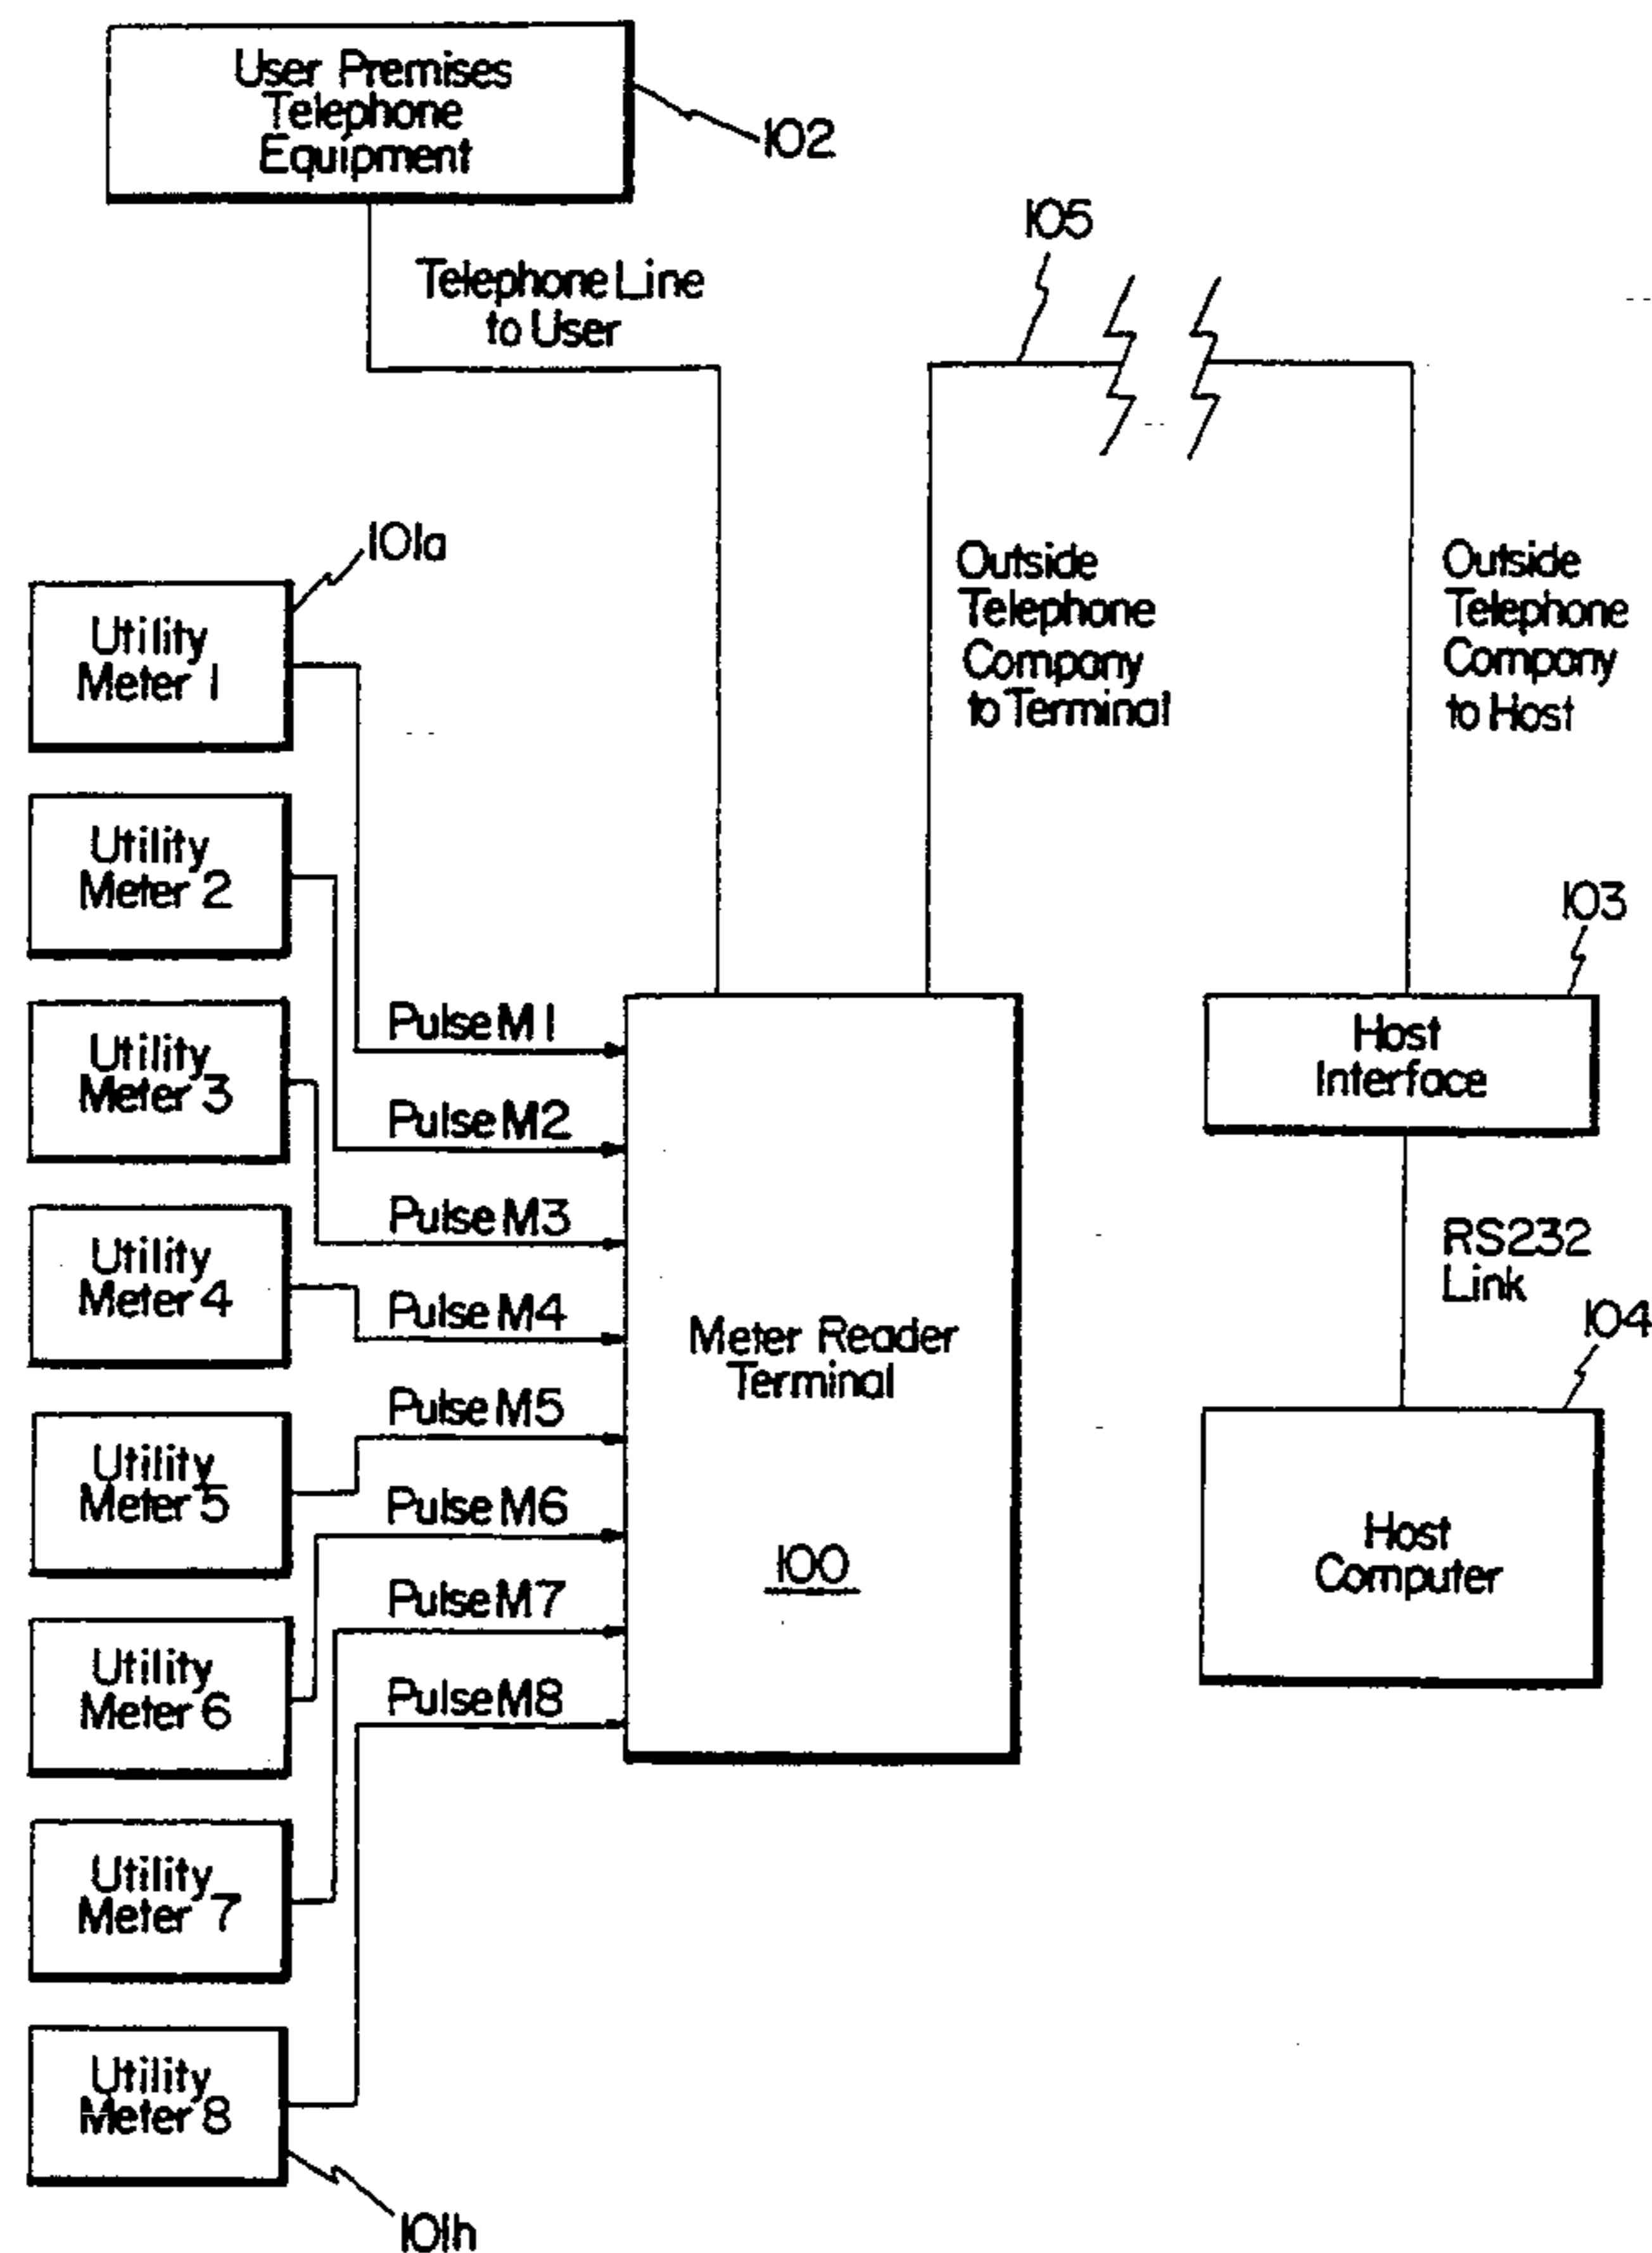 User Premises
Telephone
Equipment
102
105
Telephone Line
to User
101a
Outside
Telephone
Company
to Terminal
Outside
Telephone
Company
to Host
Utility
Meter 1
Utility
Meter 2
103
Utility
Meter 3
Pulse M1
Host
Interface
Pulse M2
Utility
Meter 4
Pulse M3
RS232
Link
Pulse M4
104
Meter Reader
Terminal
Utility
Meter 5
Pulse M5
Pulse M6
100
Host
Computer
Utility
Meter 6
Pulse M7
Pulse M8
Utility
Meter 7
Utility
Meter 8
101h